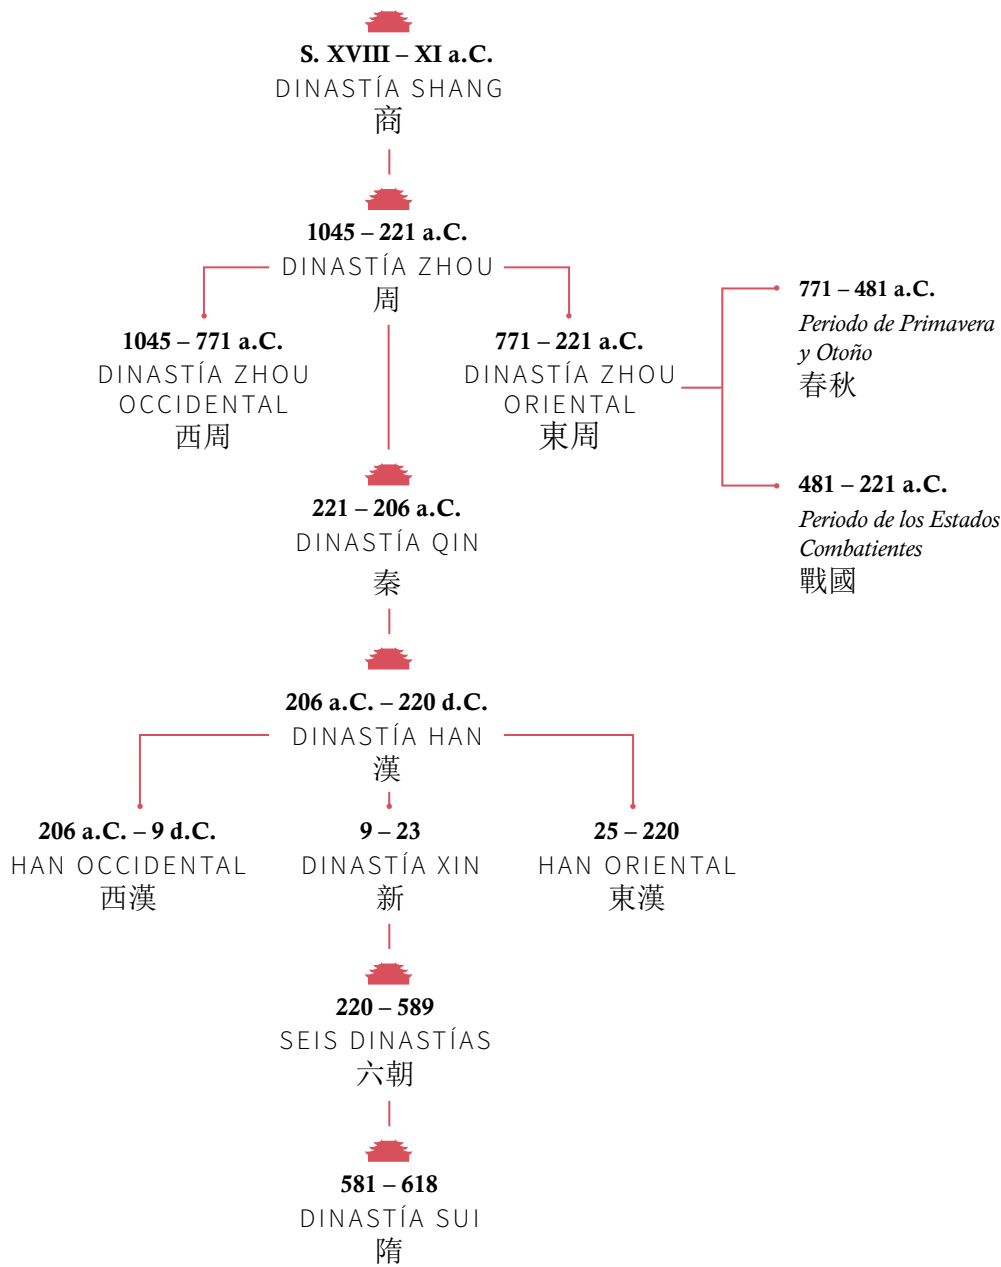 S. XVIII – XI a.C.
DINASTÍA SHANG
商
1045 – 221 a.C.
DINASTÍA ZHOU
周
1045 – 771 a.C.
DINASTÍA ZHOU
OCCIDENTAL
西周
771 – 221 a.C.
DINASTÍA ZHOU
ORIENTAL
東周
771 – 481 a.C.
Periodo de Primavera
y Otoño
春秋
481 – 221 a.C.
Periodo de los Estados
Combatientes
戰國
221 – 206 a.C.
DINASTÍA QIN
秦
206 a.C. – 220 d.C.
DINASTÍA HAN
漢
206 a.C. – 9 d.C.
HAN OCCIDENTAL
西漢
9 – 23
DINASTÍA XIN
新
25 – 220
HAN ORIENTAL
東漢
220 – 589
SEIS DINASTÍAS
六朝
581 – 618
DINASTÍA SUI
隋